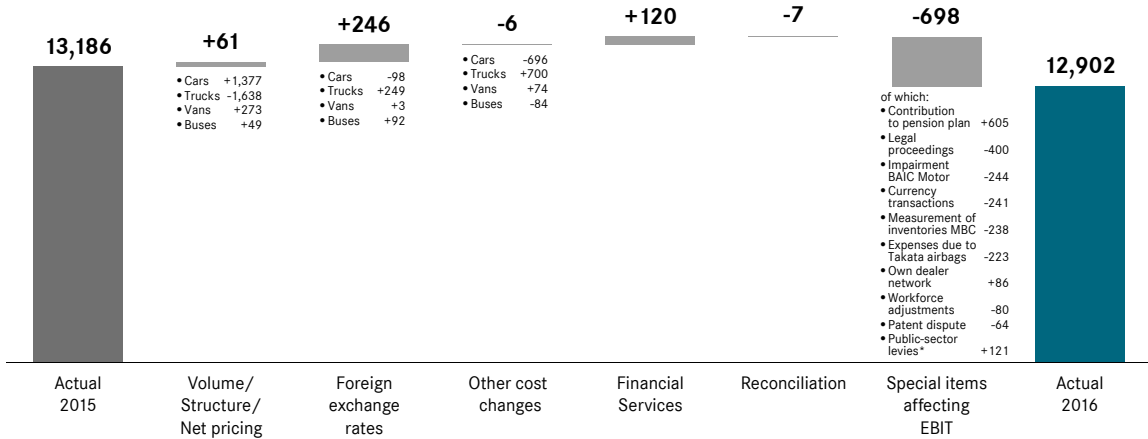 13,186
+61
• Cars +1,377
• Trucks -1,638
• Vans +273
• Buses +49
+246
• Cars -98
• Trucks +249
• Vans +3
• Buses +92
-6
• Cars -696
• Trucks +700
• Vans +74
• Buses -84
+120
-7
-698
of which:
• Contribution
to pension plan +605
• Legal
proceedings -400
• Impairment
BAIC Motor -244
• Currency
transactions -241
• Measurement of
inventories MBC -238
• Expenses due to
Takata airbags -223
• Own dealer
network +86
• Workforce
adjustments -80
• Patent dispute -64
• Public-sector
levies* +121
12,902
Actual
2015
Volume/
Structure/
Net pricing
Foreign
exchange
rates
Other cost
changes
Financial
Services
Reconciliation
Special items
affecting
EBIT
Actual
2016